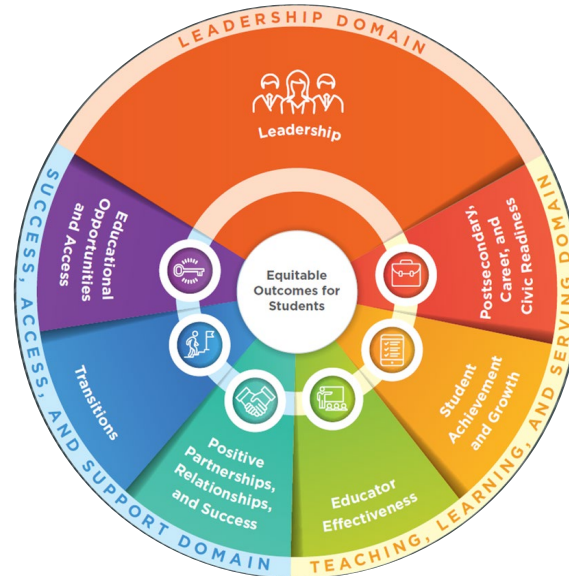 LEADERSHIP DOMAIN
Leadership
Educational
Opportunities
and Access
Transitions
Positive
Partnerships,
Relationships,
and Success
Educator
Effectiveness
Student
Achievement
and Growth
Postsecondary,
Career, and
Civic Readiness
Equitable
Outcomes for
Students
SUCCESS, ACCESS, AND SUPPORT DOMAIN
TEACHING, LEARNING, AND SERVING DOMAIN